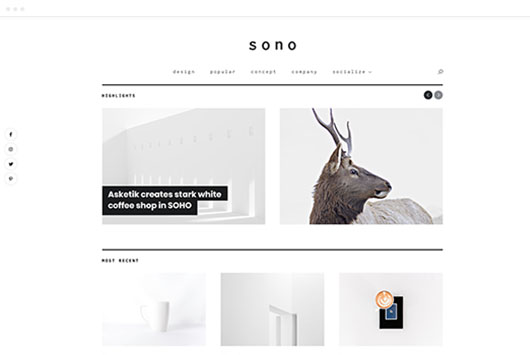 sono
design popular concept company socialize
HIGHLIGHTS
Asketik creates stark white
coffee shop in SOHO
MOST RECENT